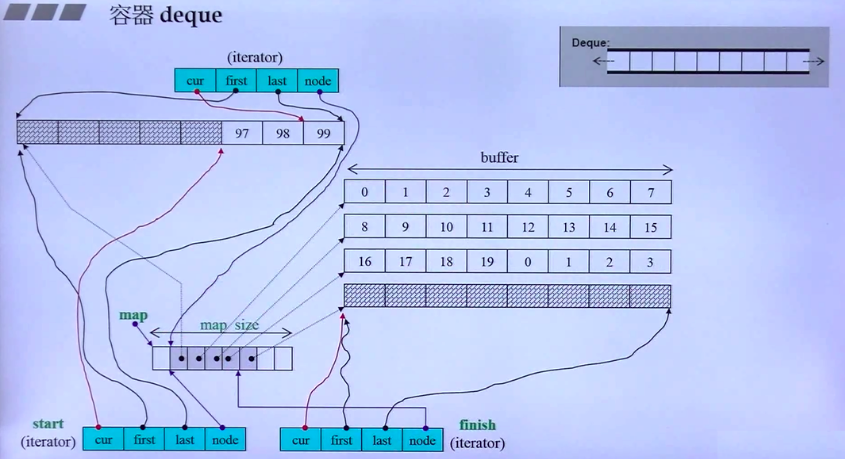 容器 deque
Deque:
(iterator)
cur first last node
97 98 99
buffer
0 1 2 3 4 5 6 7
8 9 10 11 12 13 14 15
16 17 18 19 0 1 2 3
map
map size
start
(iterator)
cur first last node
cur first last node
finish
(iterator)